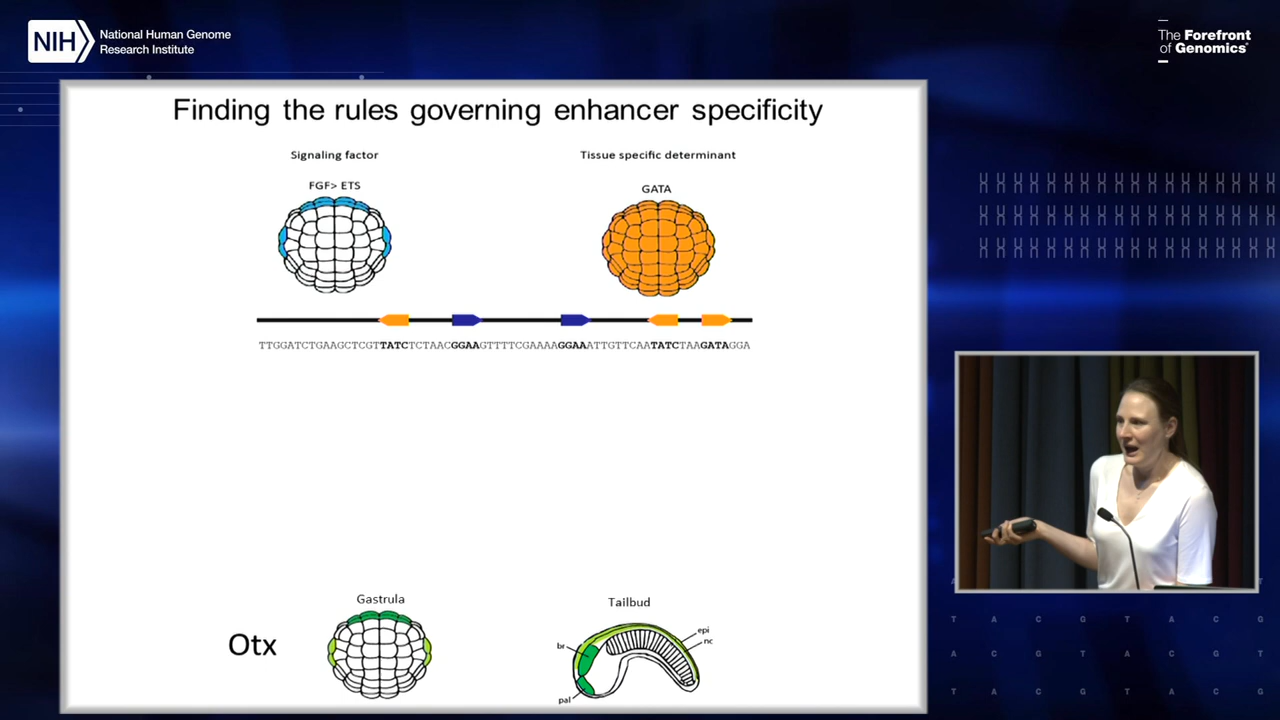 NIH
National Human Genome
Research Institute
The Forefront
of Genomics®
Finding the rules governing enhancer specificity
Signaling factor
Tissue specific determinant
FGF> ETS
GATA
TTGGATCTGAAGCTCGTTATCTCTAACGGAAGTTTTCGAAAAGGAAATTGTTCAATATCTAAGATAGGA
Gastrula
Tailbud
Otx
br
epi
nc
pal
T A C G T A C G
A C G T A C G T
T A C G T A C G